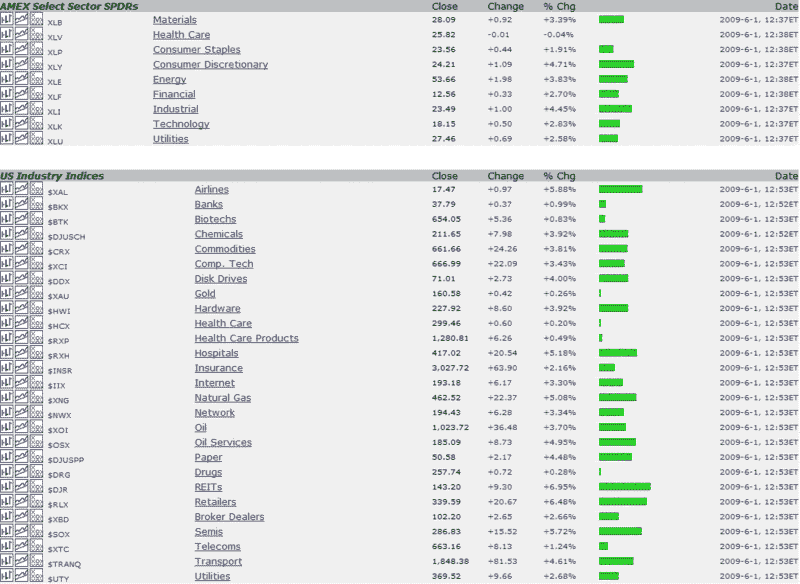 AMEX Select Sector SPDRs Close Change % Chg Date
XLB Materials 28.09 +0.92 +3.39% 2009-6-1, 12:37ET
XLV Health Care 25.82 -0.01 -0.04% 2009-6-1, 12:38ET
XLP Consumer Staples 23.56 +0.44 +1.91% 2009-6-1, 12:38ET
XLY Consumer Discretionary 24.21 +1.09 +4.71% 2009-6-1, 12:37ET
XLE Energy 53.66 +1.98 +3.83% 2009-6-1, 12:38ET
XLF Financial 12.56 +0.33 +2.70% 2009-6-1, 12:38ET
XLI Industrial 23.49 +1.00 +4.45% 2009-6-1, 12:37ET
XLK Technology 18.15 +0.50 +2.83% 2009-6-1, 12:37ET
XLU Utilities 27.46 +0.69 +2.58% 2009-6-1, 12:37ET
US Industry Indices Close Change % Chg Date
$XAL Airlines 17.47 +0.97 +5.88% 2009-6-1, 12:53ET
$BKX Banks 37.79 +0.37 +0.99% 2009-6-1, 12:52ET
$BTK Biotechs 654.05 +5.36 +0.83% 2009-6-1, 12:53ET
$DJUSCH Chemicals 211.65 +7.98 +3.92% 2009-6-1, 12:52ET
$CRX Commodities 661.66 +24.26 +3.81% 2009-6-1, 12:53ET
$XCI Comp. Tech 666.99 +22.09 +3.43% 2009-6-1, 12:53ET
$DDX Disk Drives 71.01 +2.73 +4.00% 2009-6-1, 12:53ET
$XAU Gold 160.58 +0.42 +0.26% 2009-6-1, 12:53ET
$HWI Hardware 227.92 +8.60 +3.92% 2009-6-1, 12:53ET
$HCX Health Care 299.46 +0.60 +0.20% 2009-6-1, 12:53ET
$RXP Health Care Products 1,280.81 +6.26 +0.49% 2009-6-1, 12:53ET
$RXH Hospitals 417.02 +20.54 +5.18% 2009-6-1, 12:53ET
$INSR Insurance 3,027.72 +63.90 +2.16% 2009-6-1, 12:53ET
$IIX Internet 193.18 +6.17 +3.30% 2009-6-1, 12:53ET
$XNG Natural Gas 462.52 +22.37 +5.08% 2009-6-1, 12:53ET
$NWX Network 194.43 +6.28 +3.34% 2009-6-1, 12:53ET
$XOI Oil 1,023.72 +36.48 +3.70% 2009-6-1, 12:53ET
$OSX Oil Services 185.09 +8.73 +4.95% 2009-6-1, 12:53ET
$DJUSPP Paper 50.58 +2.17 +4.48% 2009-6-1, 12:53ET
$DRG Drugs 257.74 +0.72 +0.28% 2009-6-1, 12:53ET
$DJR REITs 143.20 +9.30 +6.95% 2009-6-1, 12:53ET
$RLX Retailers 339.59 +20.67 +6.48% 2009-6-1, 12:53ET
$XBD Broker Dealers 102.20 +2.65 +2.66% 2009-6-1, 12:53ET
$SOX Semis 286.83 +15.52 +5.72% 2009-6-1, 12:53ET
$XTC Telecoms 663.16 +8.13 +1.24% 2009-6-1, 12:53ET
$TRANQ Transport 1,848.38 +81.53 +4.61% 2009-6-1, 12:53ET
$UTY Utilities 369.52 +9.66 +2.68% 2009-6-1, 12:53ET